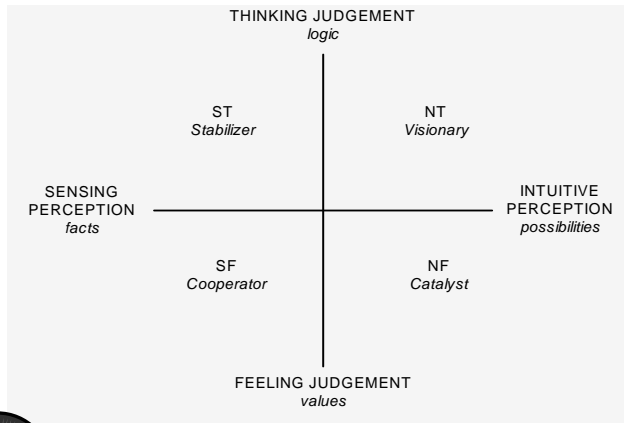 THINKING JUDGEMENT
logic
ST
Stabilizer
NT
Visionary
SENSING
PERCEPTION
facts
INTUITIVE
PERCEPTION
possibilities
SF
Cooperator
NF
Catalyst
FEELING JUDGEMENT
values